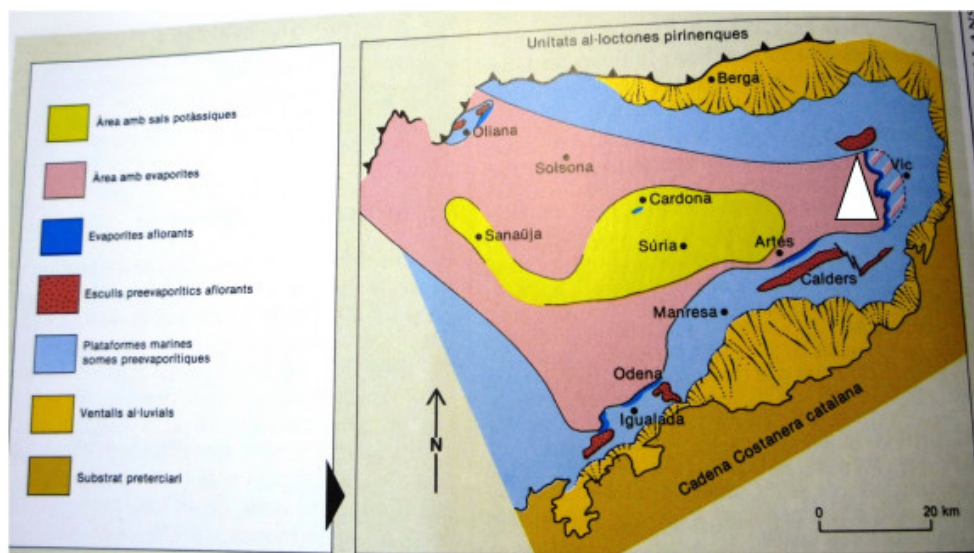 Àrea amb sals potàssiques
Àrea amb evaporites
Evaporites aflorants
Esculls preevaporítics aflorants
Plataformes marines
somes preevaporítiques
Ventalls al·luvials
Substrat preterciari
Unitats al·loctones pirinenques
Berga
Oliana
Solsona
Vic
Cardona
Sanaüja
Súria
Artés
Calders
Manresa
Odena
Igualada
Cadena Costanera catalana
N
0 20 km